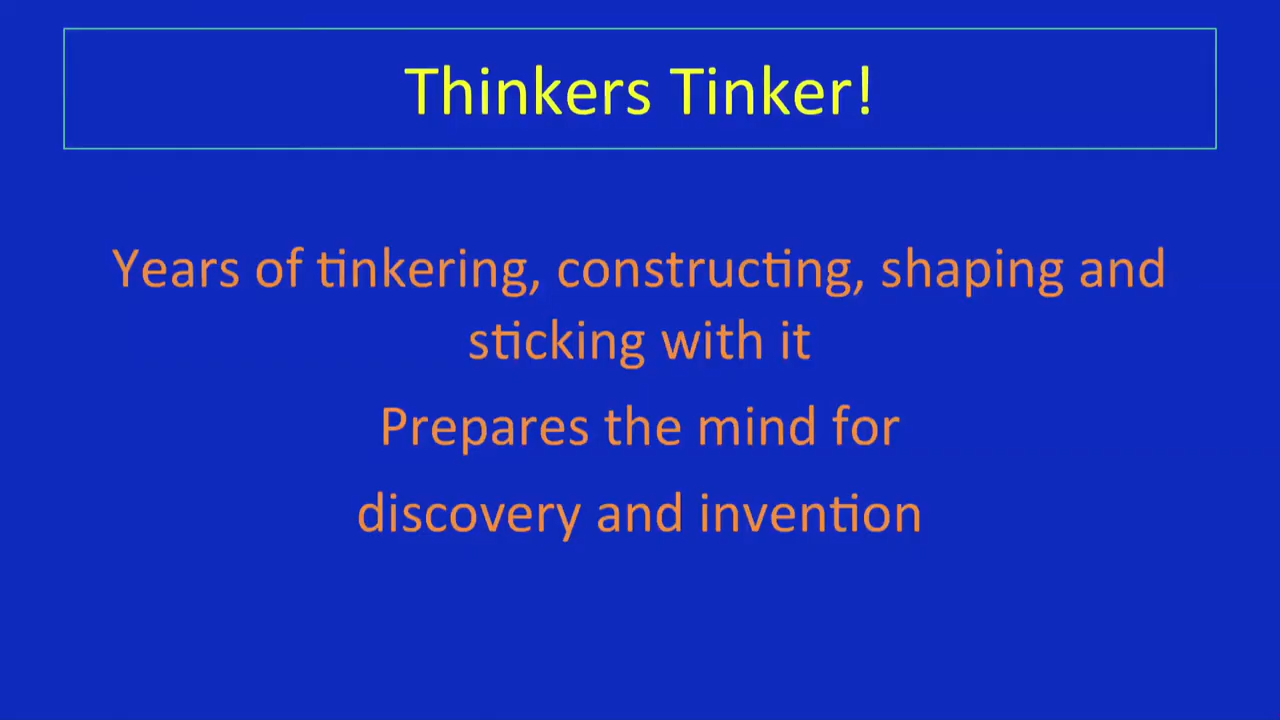 Thinkers Tinker!
Years of tinkering, constructing, shaping and
sticking with it
Prepares the mind for
discovery and invention